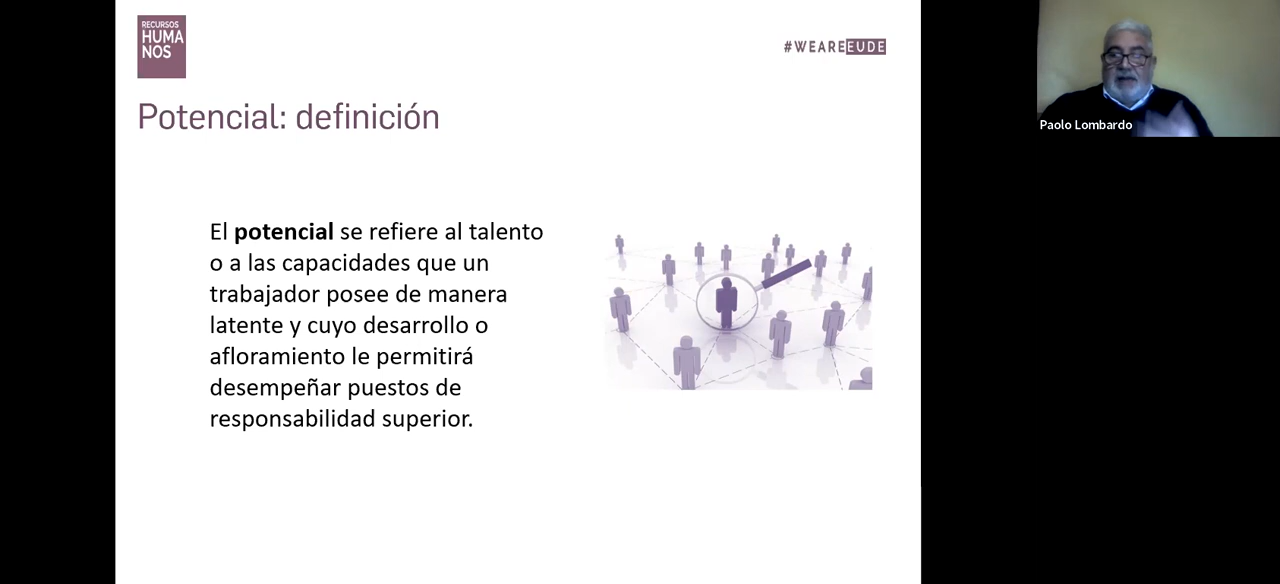 RECURSOS
HUMA
NOS
#WEAREEUDE
Potencial: definición
El potencial se refiere al talento
o a las capacidades que un
trabajador posee de manera
latente y cuyo desarrollo o
afloramiento le permitirá
desempeñar puestos de
responsabilidad superior.
Paolo Lombardo